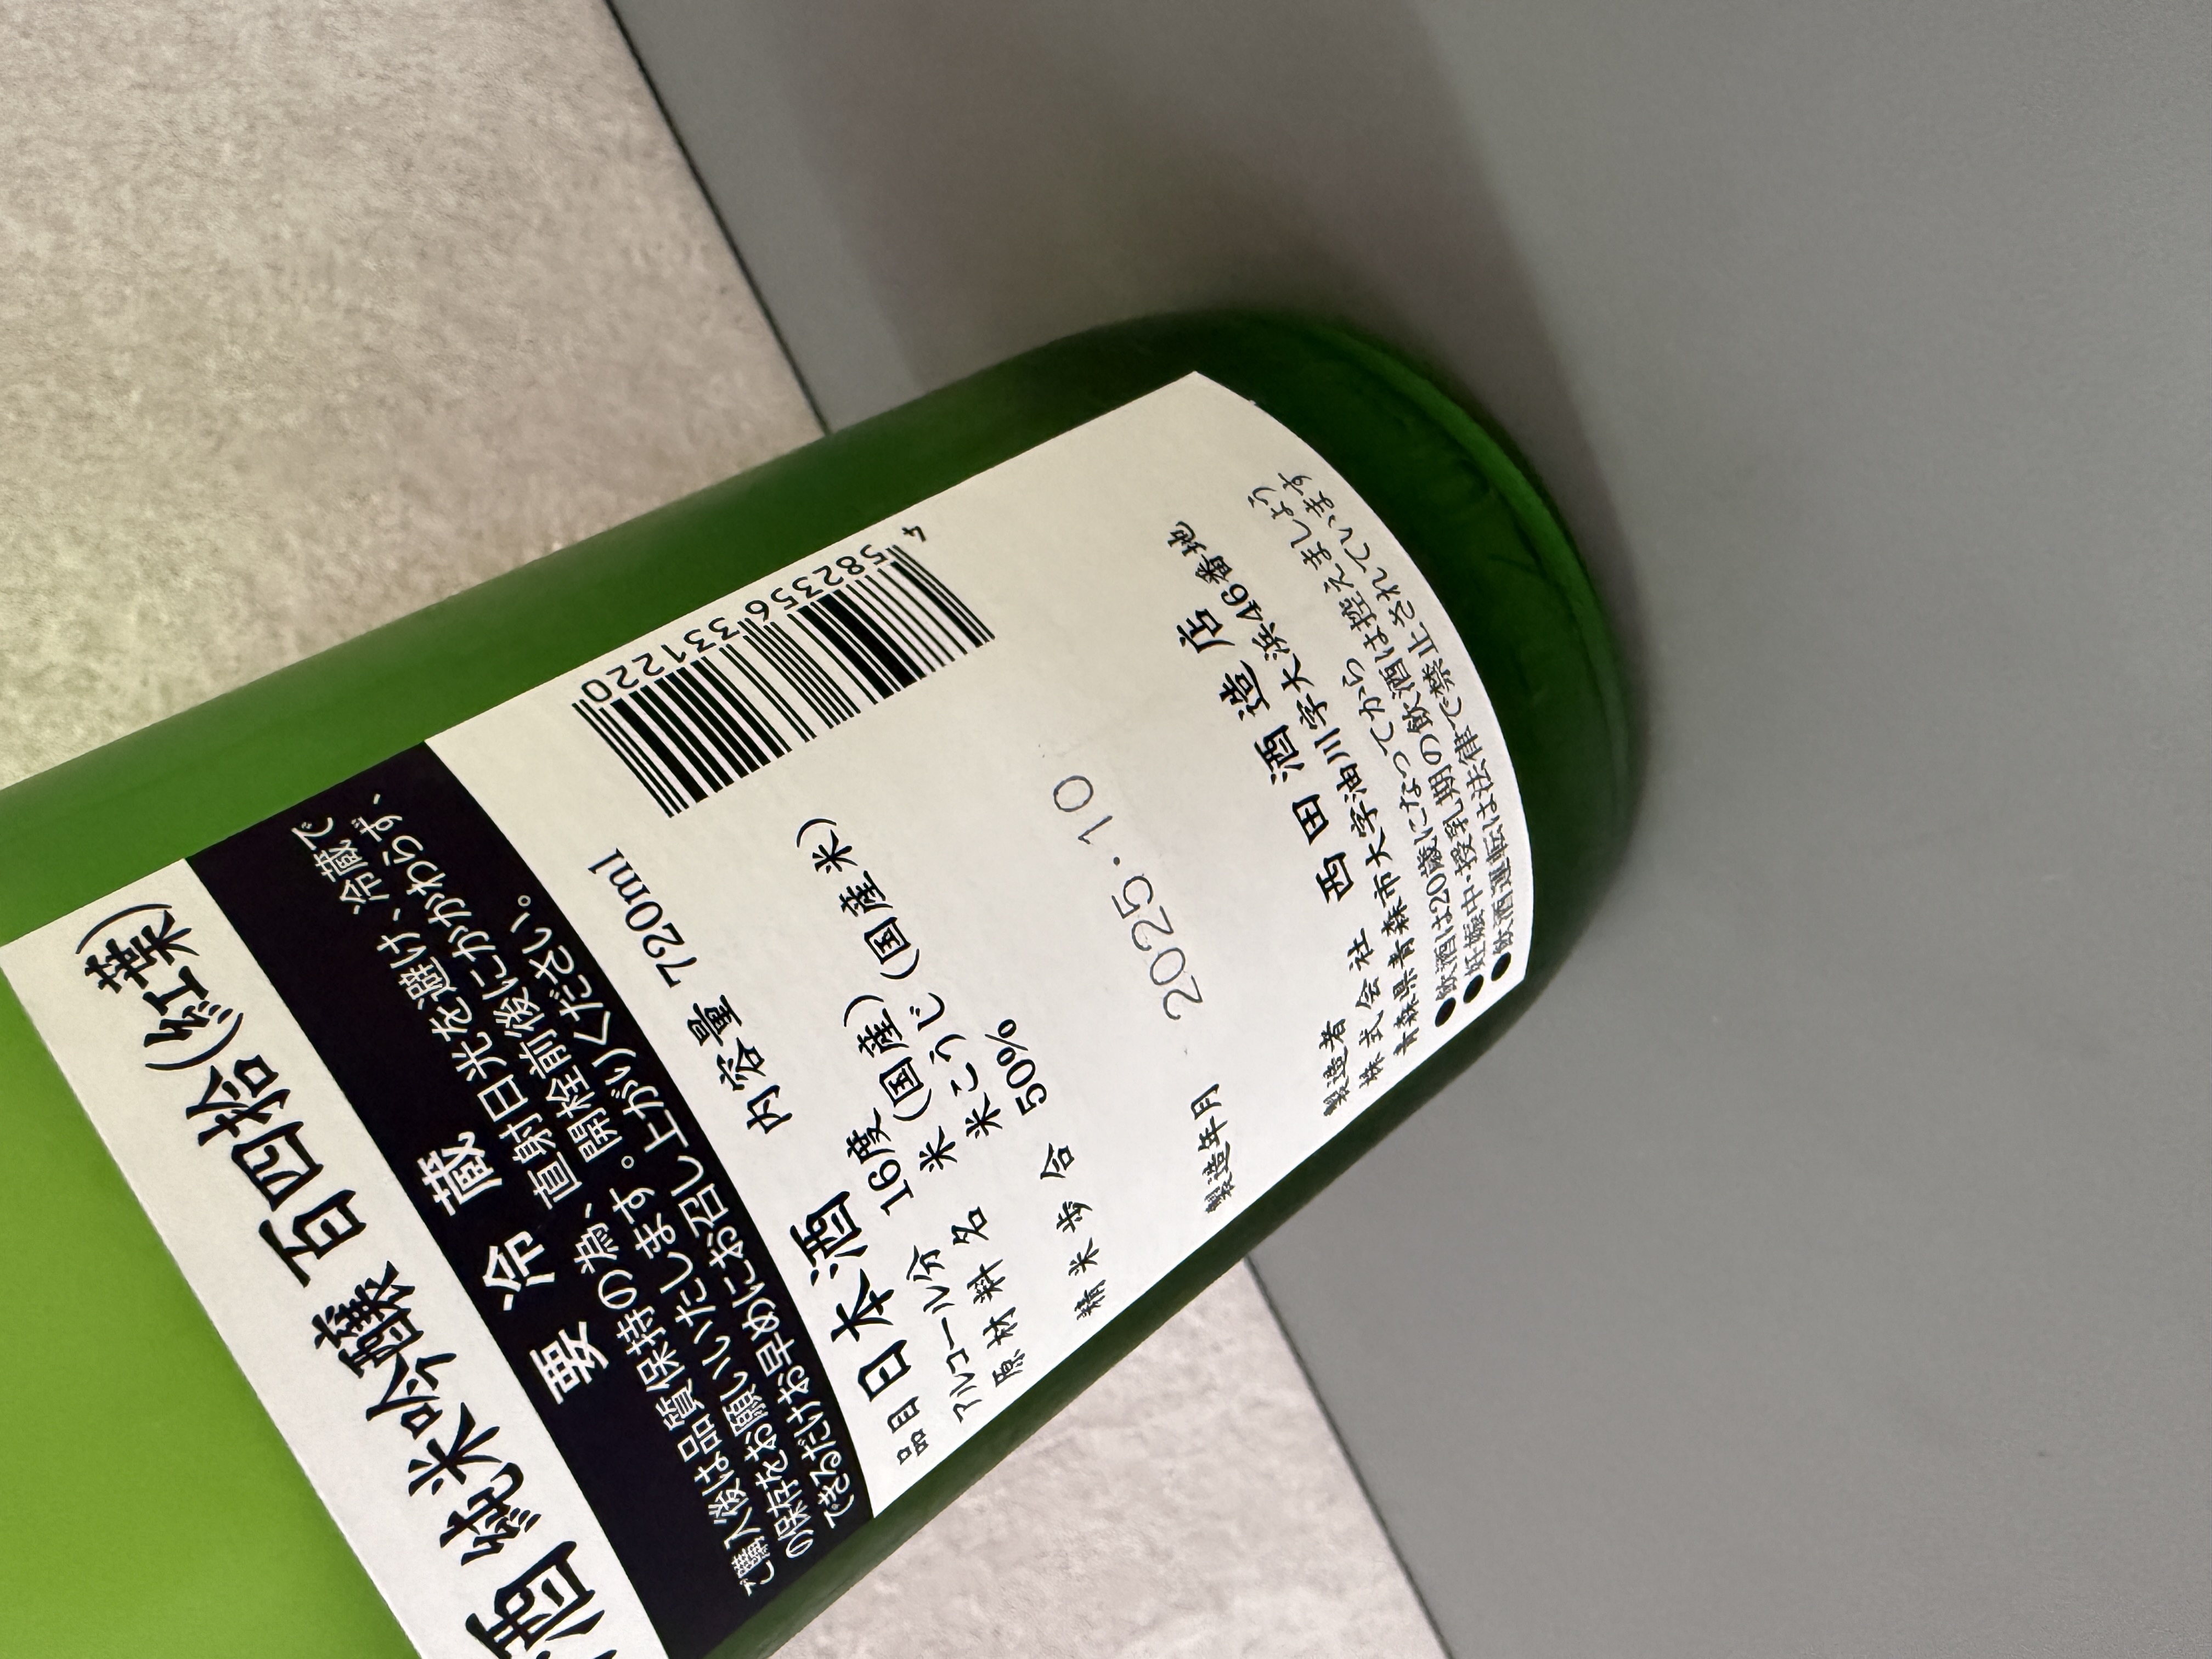 酒 純米吟醸 百四拾(紅葉)
要冷蔵
ご購入後は品質保持の為、直射日光を避け、冷蔵で
の保存をお願いいたします。開栓前後にかかわらず、
できるだけお早めにお召し上がりください。
内容量 720ml
品目 日本酒
アルコール分 16度
原材料名 米(国産)
米こうじ(国産米)
精米歩合 50%
4 582356 331220
製造年月 2025・10
製造者
株式会社 西田酒造店
青森県青森市大字油川字大浜46番地
●飲酒は20歳になってから
●妊娠中・授乳期の飲酒は控えましょう
●飲酒運転は法律で禁止されています